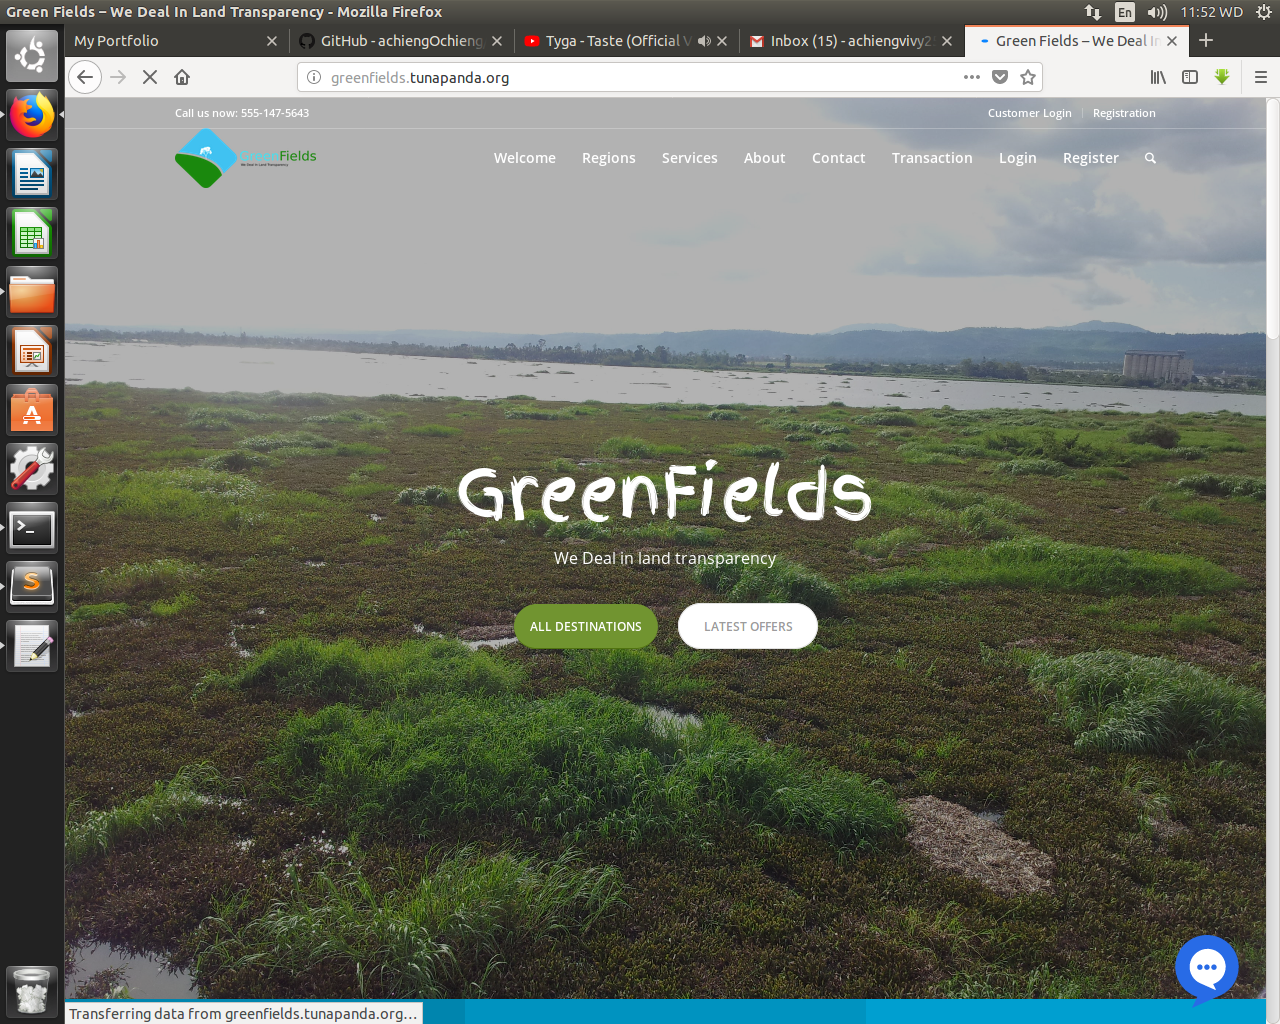 Green Fields – We Deal In Land Transparency - Mozilla Firefox
En
11:52 WD
My Portfolio
GitHub - achiengOchieng
Tyga - Taste (Official V
Inbox (15) - achiengvivy2
Green Fields – We Deal In
greenfields.tunapanda.org
Call us now: 555-147-5643
Customer Login
Registration
GreenFields
We Deal in Land Transparency
Welcome
Regions
Services
About
Contact
Transaction
Login
Register
GreenFields
We Deal in land transparency
ALL DESTINATIONS
LATEST OFFERS
Transferring data from greenfields.tunapanda.org…